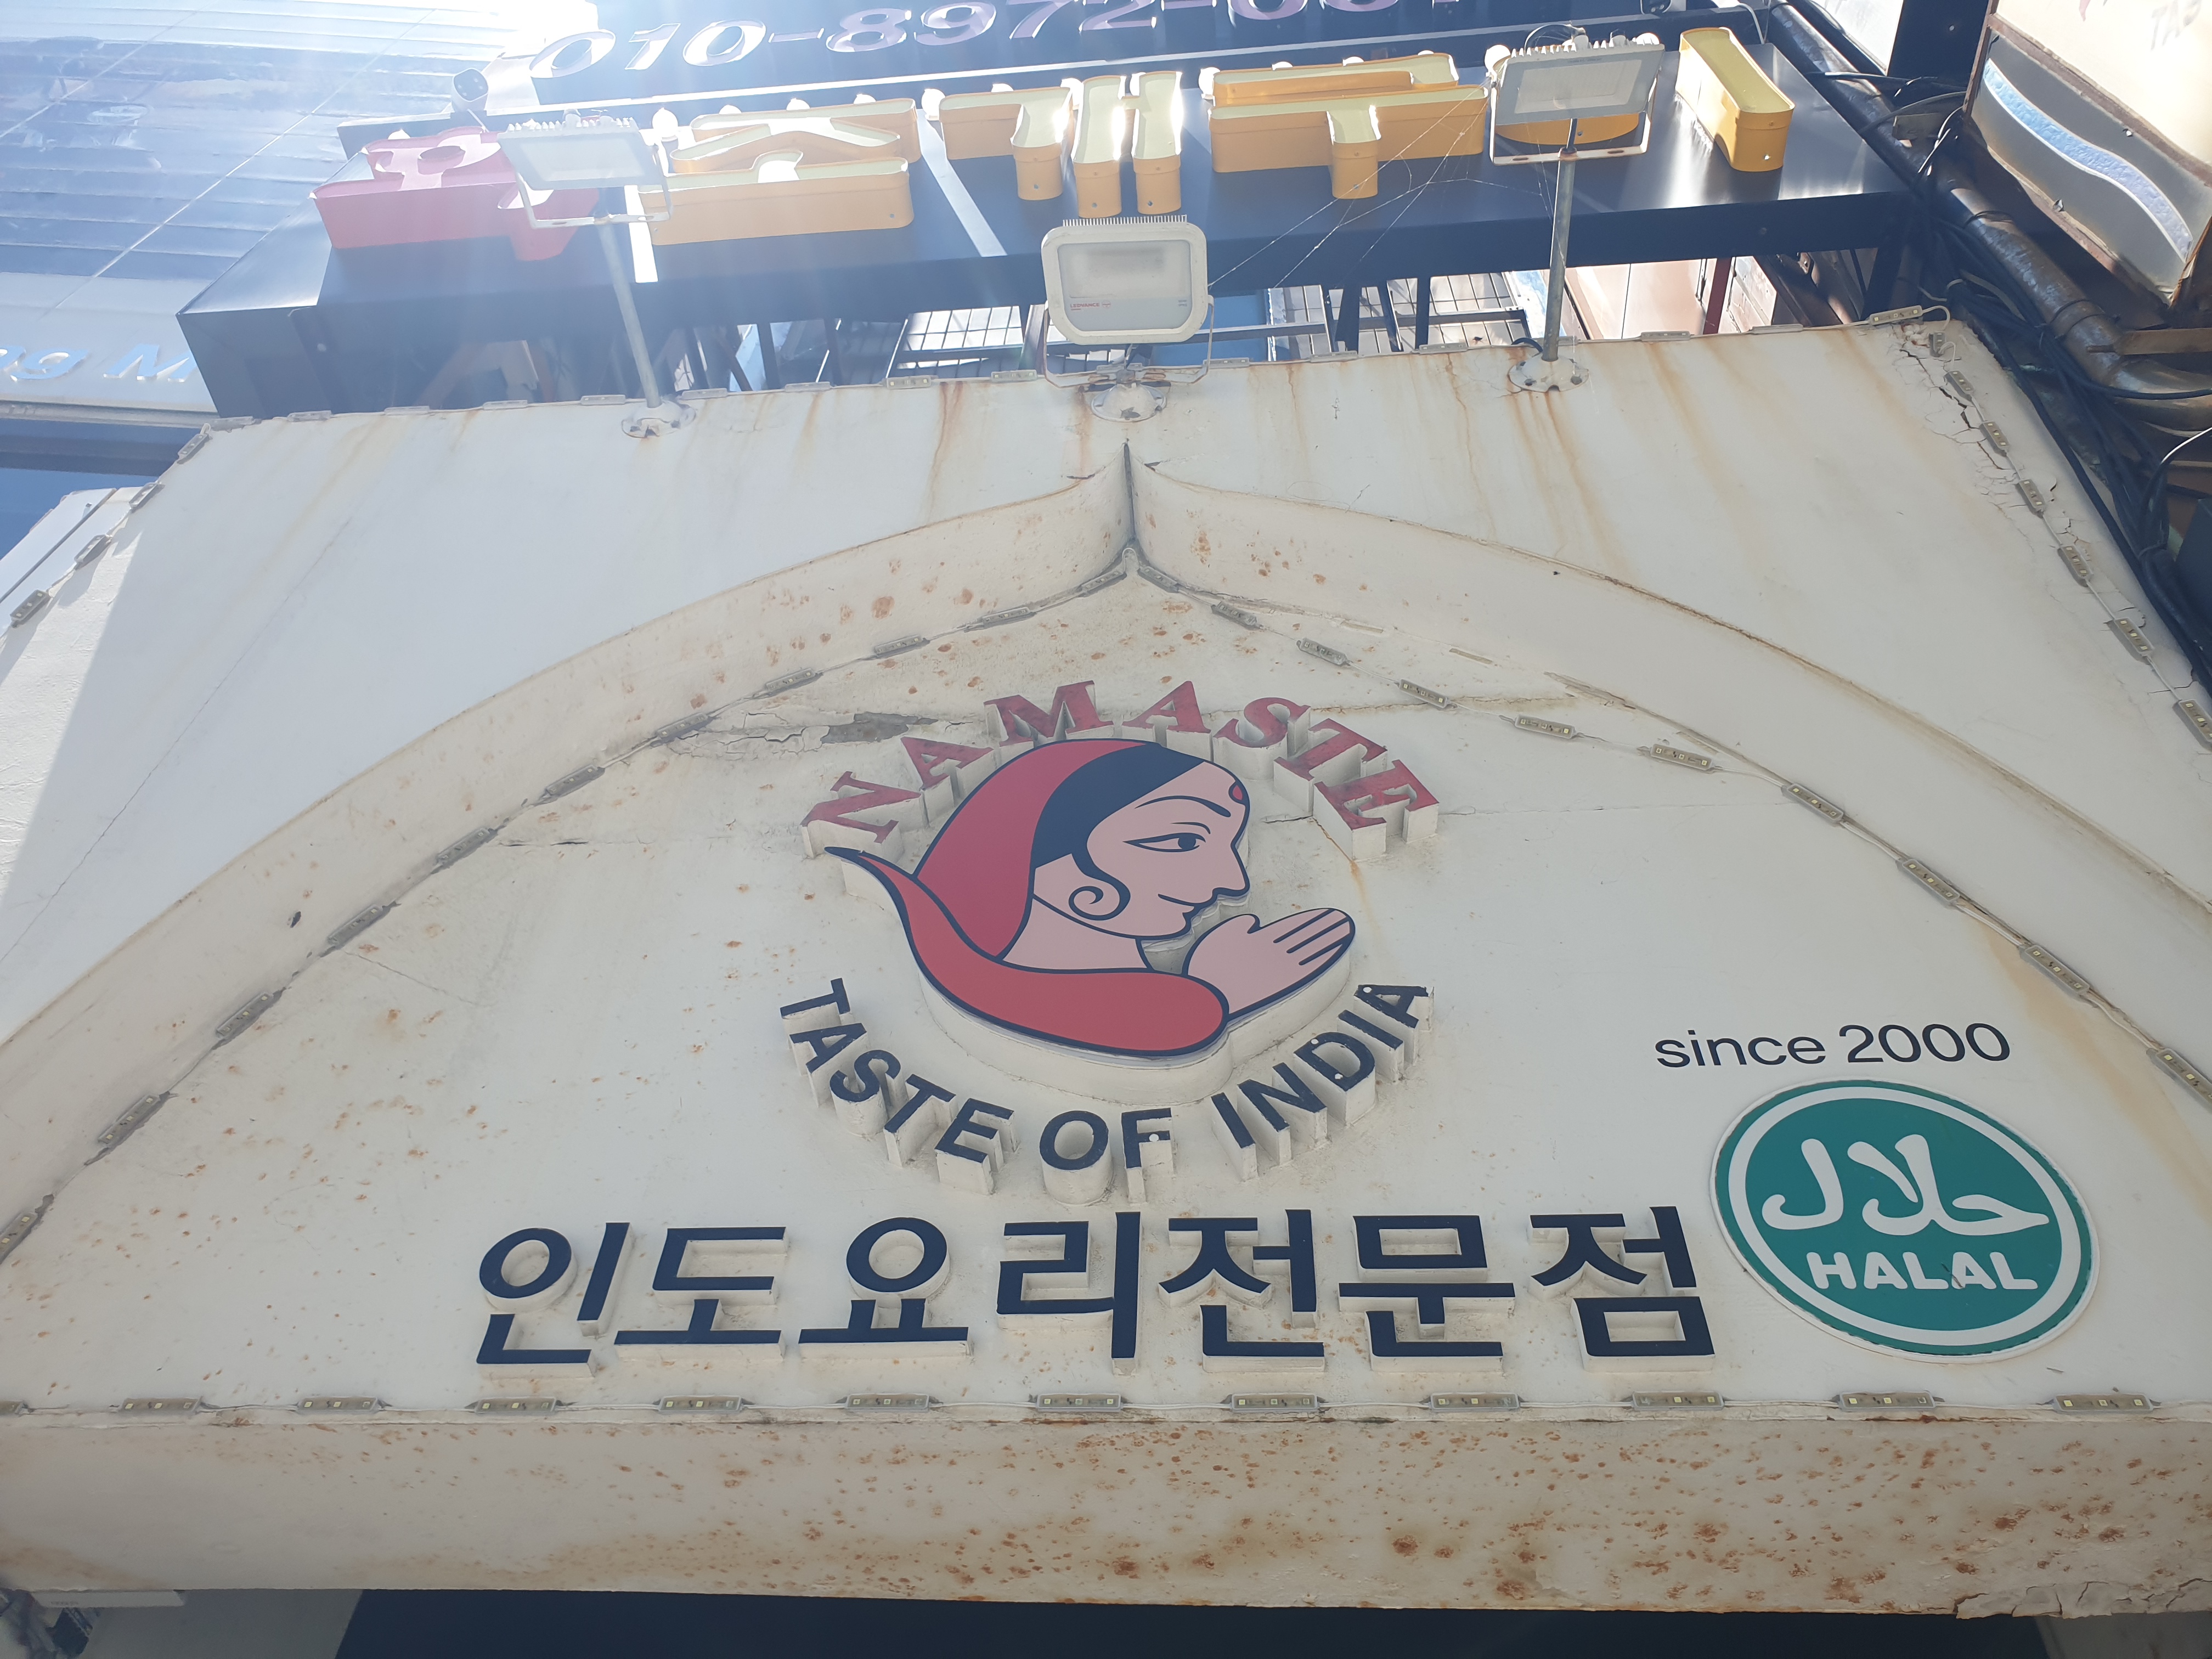 NAMASTE
TASTE OF INDIA
since 2000
حلال
HALAL
인도요리전문점